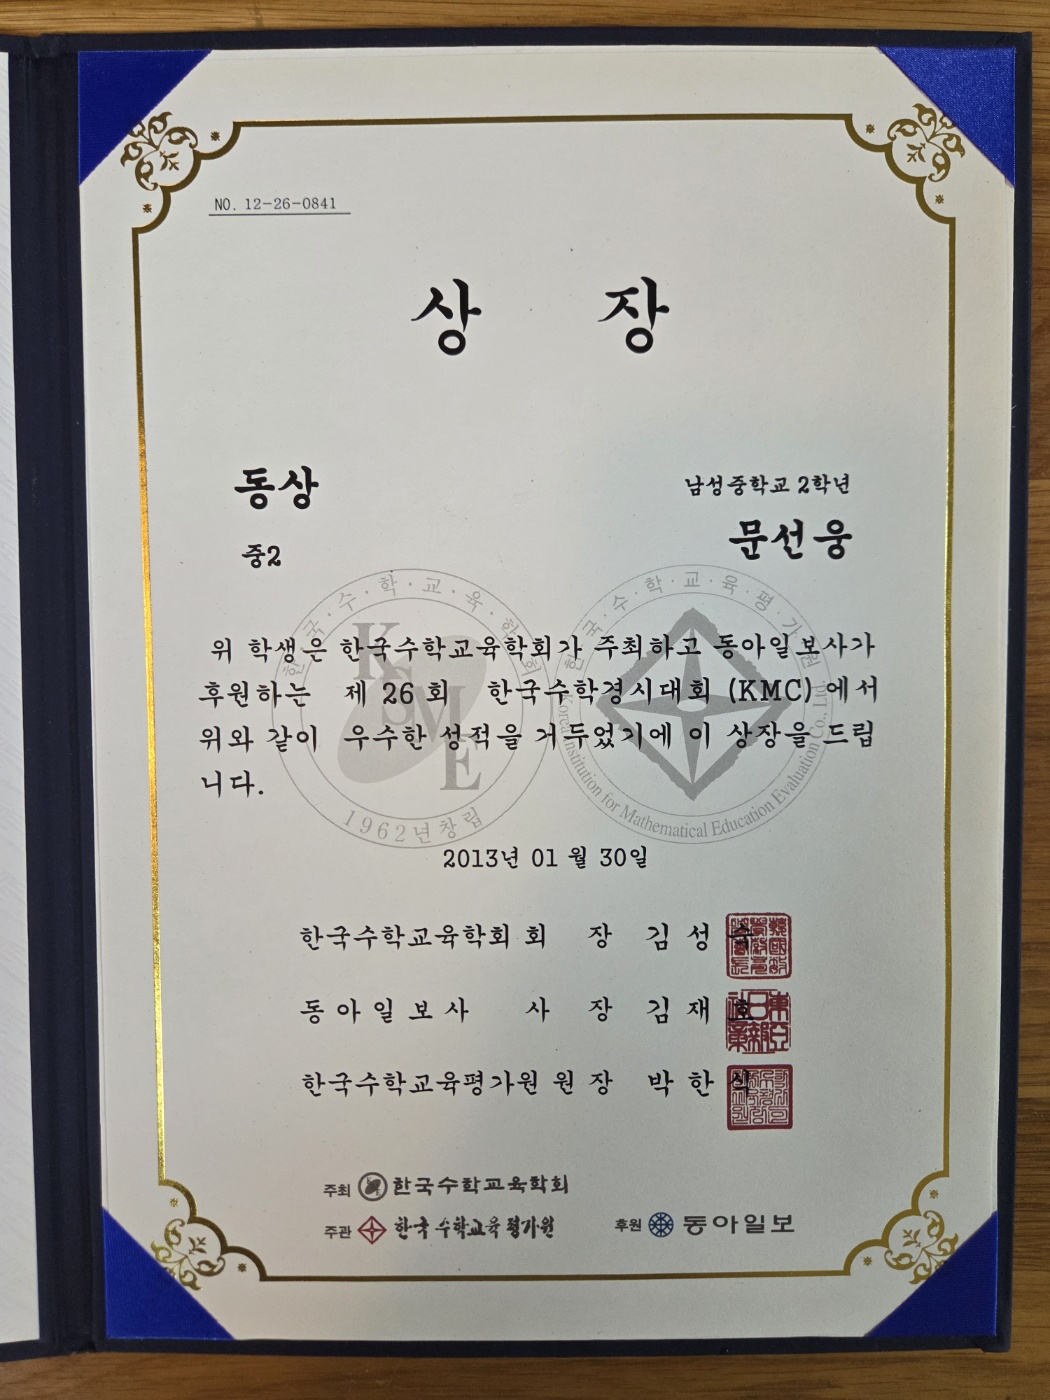 NO. 12-26-0841
상 장
동상
남성중학교 2학년
중2
문선웅
한·국·수·학·교·육·학·회
KSME
1962년창립
한·국·수·학·교·육·평·가·원
Korea Institution for Mathematical Education Evaluation Co., Ltd.
위 학생은 한국수학교육학회가 주최하고 동아일보사가
후원하는 제 26 회 한국수학경시대회 (KMC) 에서
위와 같이 우수한 성적을 거두었기에 이 상장을 드립
니다.
2013년 01 월 30일
한국수학교육학회 회 장 김 성 숙
동 아 일 보 사 사 장 김 재 호
한국수학교육평가원 원 장 박 한 식
주최 한국수학교육학회
주관 한국수학교육평가원
후원 동아일보